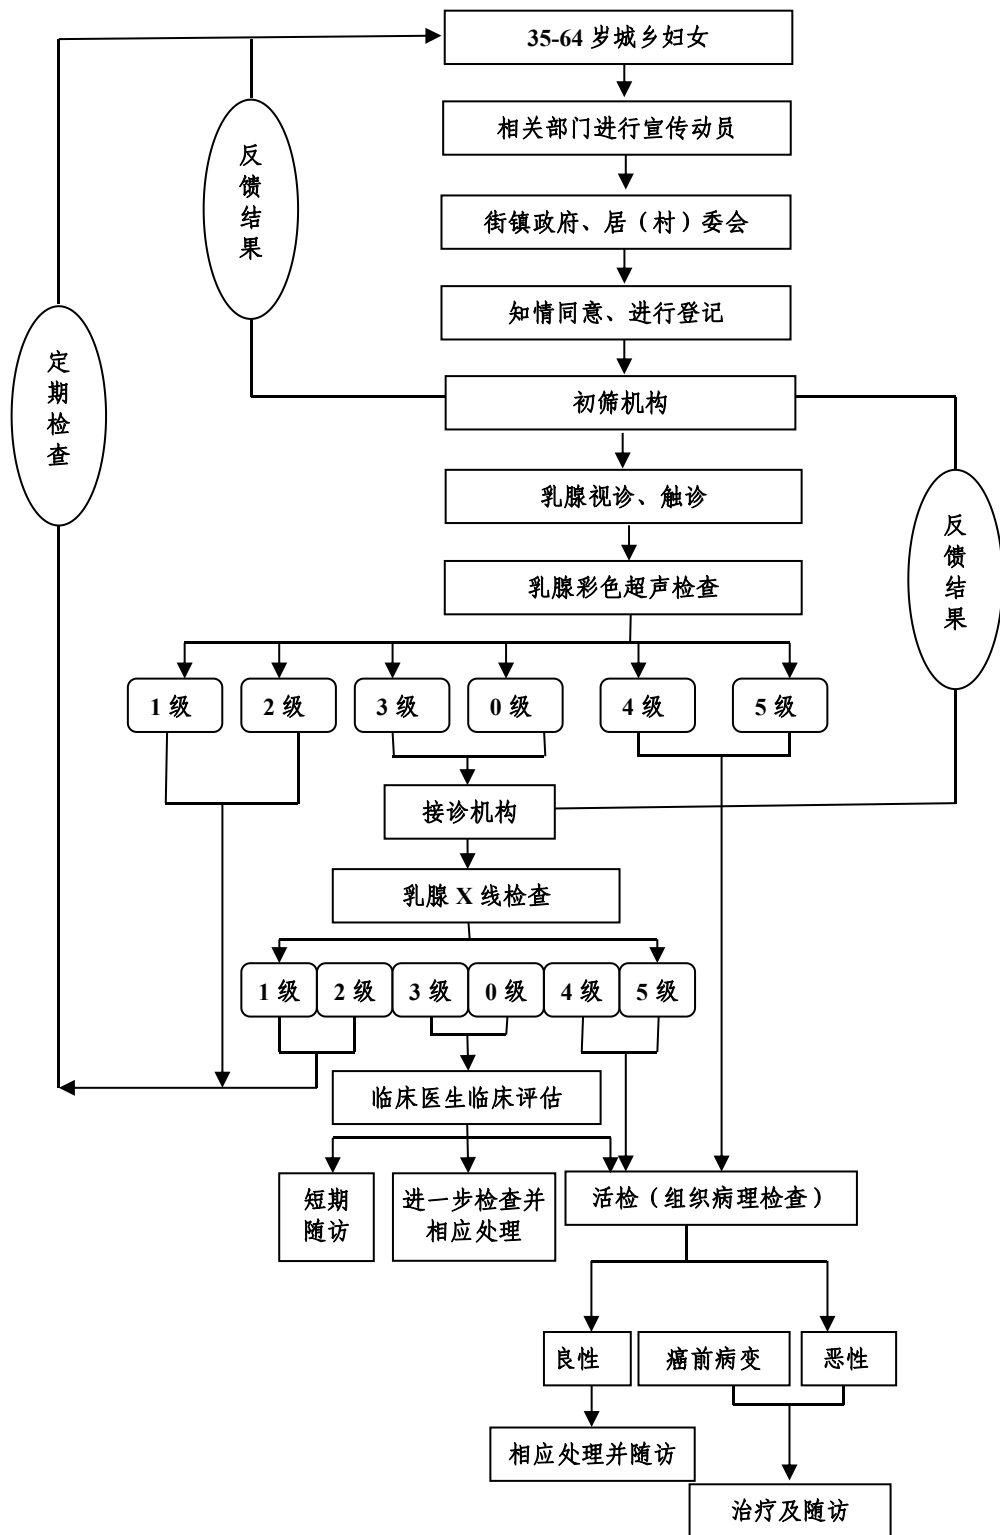 35-64 岁城乡妇女
相关部门进行宣传动员
反
馈
结
果
街镇政府、居（村）委会
知情同意、进行登记
定
期
检
查
初筛机构
乳腺视诊、触诊
反
馈
结
果
乳腺彩色超声检查
1 级
2 级
3 级
0 级
4 级
5 级
接诊机构
乳腺 X 线检查
1 级
2 级
3 级
0 级
4 级
5 级
临床医生临床评估
短期
随访
进一步检查并
相应处理
活检（组织病理检查）
良性
癌前病变
恶性
相应处理并随访
治疗及随访